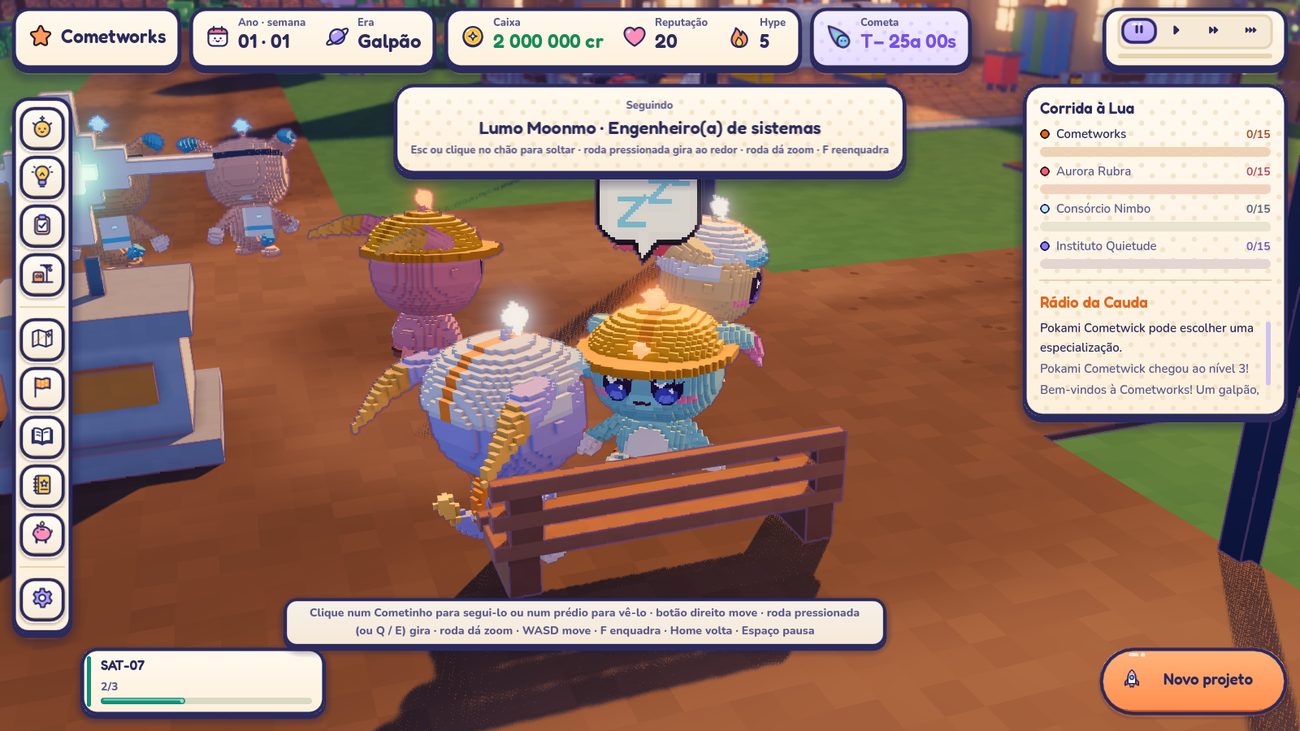 Cometworks
Ano · semana
01 · 01
Era
Galpão
Caixa
2 000 000 cr
Reputação
20
Hype
5
Cometa
T− 25a 00s
Seguindo
Lumo Moonmo · Engenheiro(a) de sistemas
Esc ou clique no chão para soltar · roda pressionada gira ao redor · roda dá zoom · F reenquadra
ZZ
Corrida à Lua
Cometworks 0/15
Aurora Rubra 0/15
Consórcio Nimbo 0/15
Instituto Quietude 0/15
Rádio da Cauda
Pokami Cometwick pode escolher uma
especialização.
Pokami Cometwick chegou ao nível 3!
Bem-vindos à Cometworks! Um galpão,
Clique num Cometinho para segui-lo ou num prédio para vê-lo · botão direito move · roda pressionada
(ou Q / E) gira · roda dá zoom · WASD move · F enquadra · Home volta · Espaço pausa
SAT-07
2/3
Novo projeto